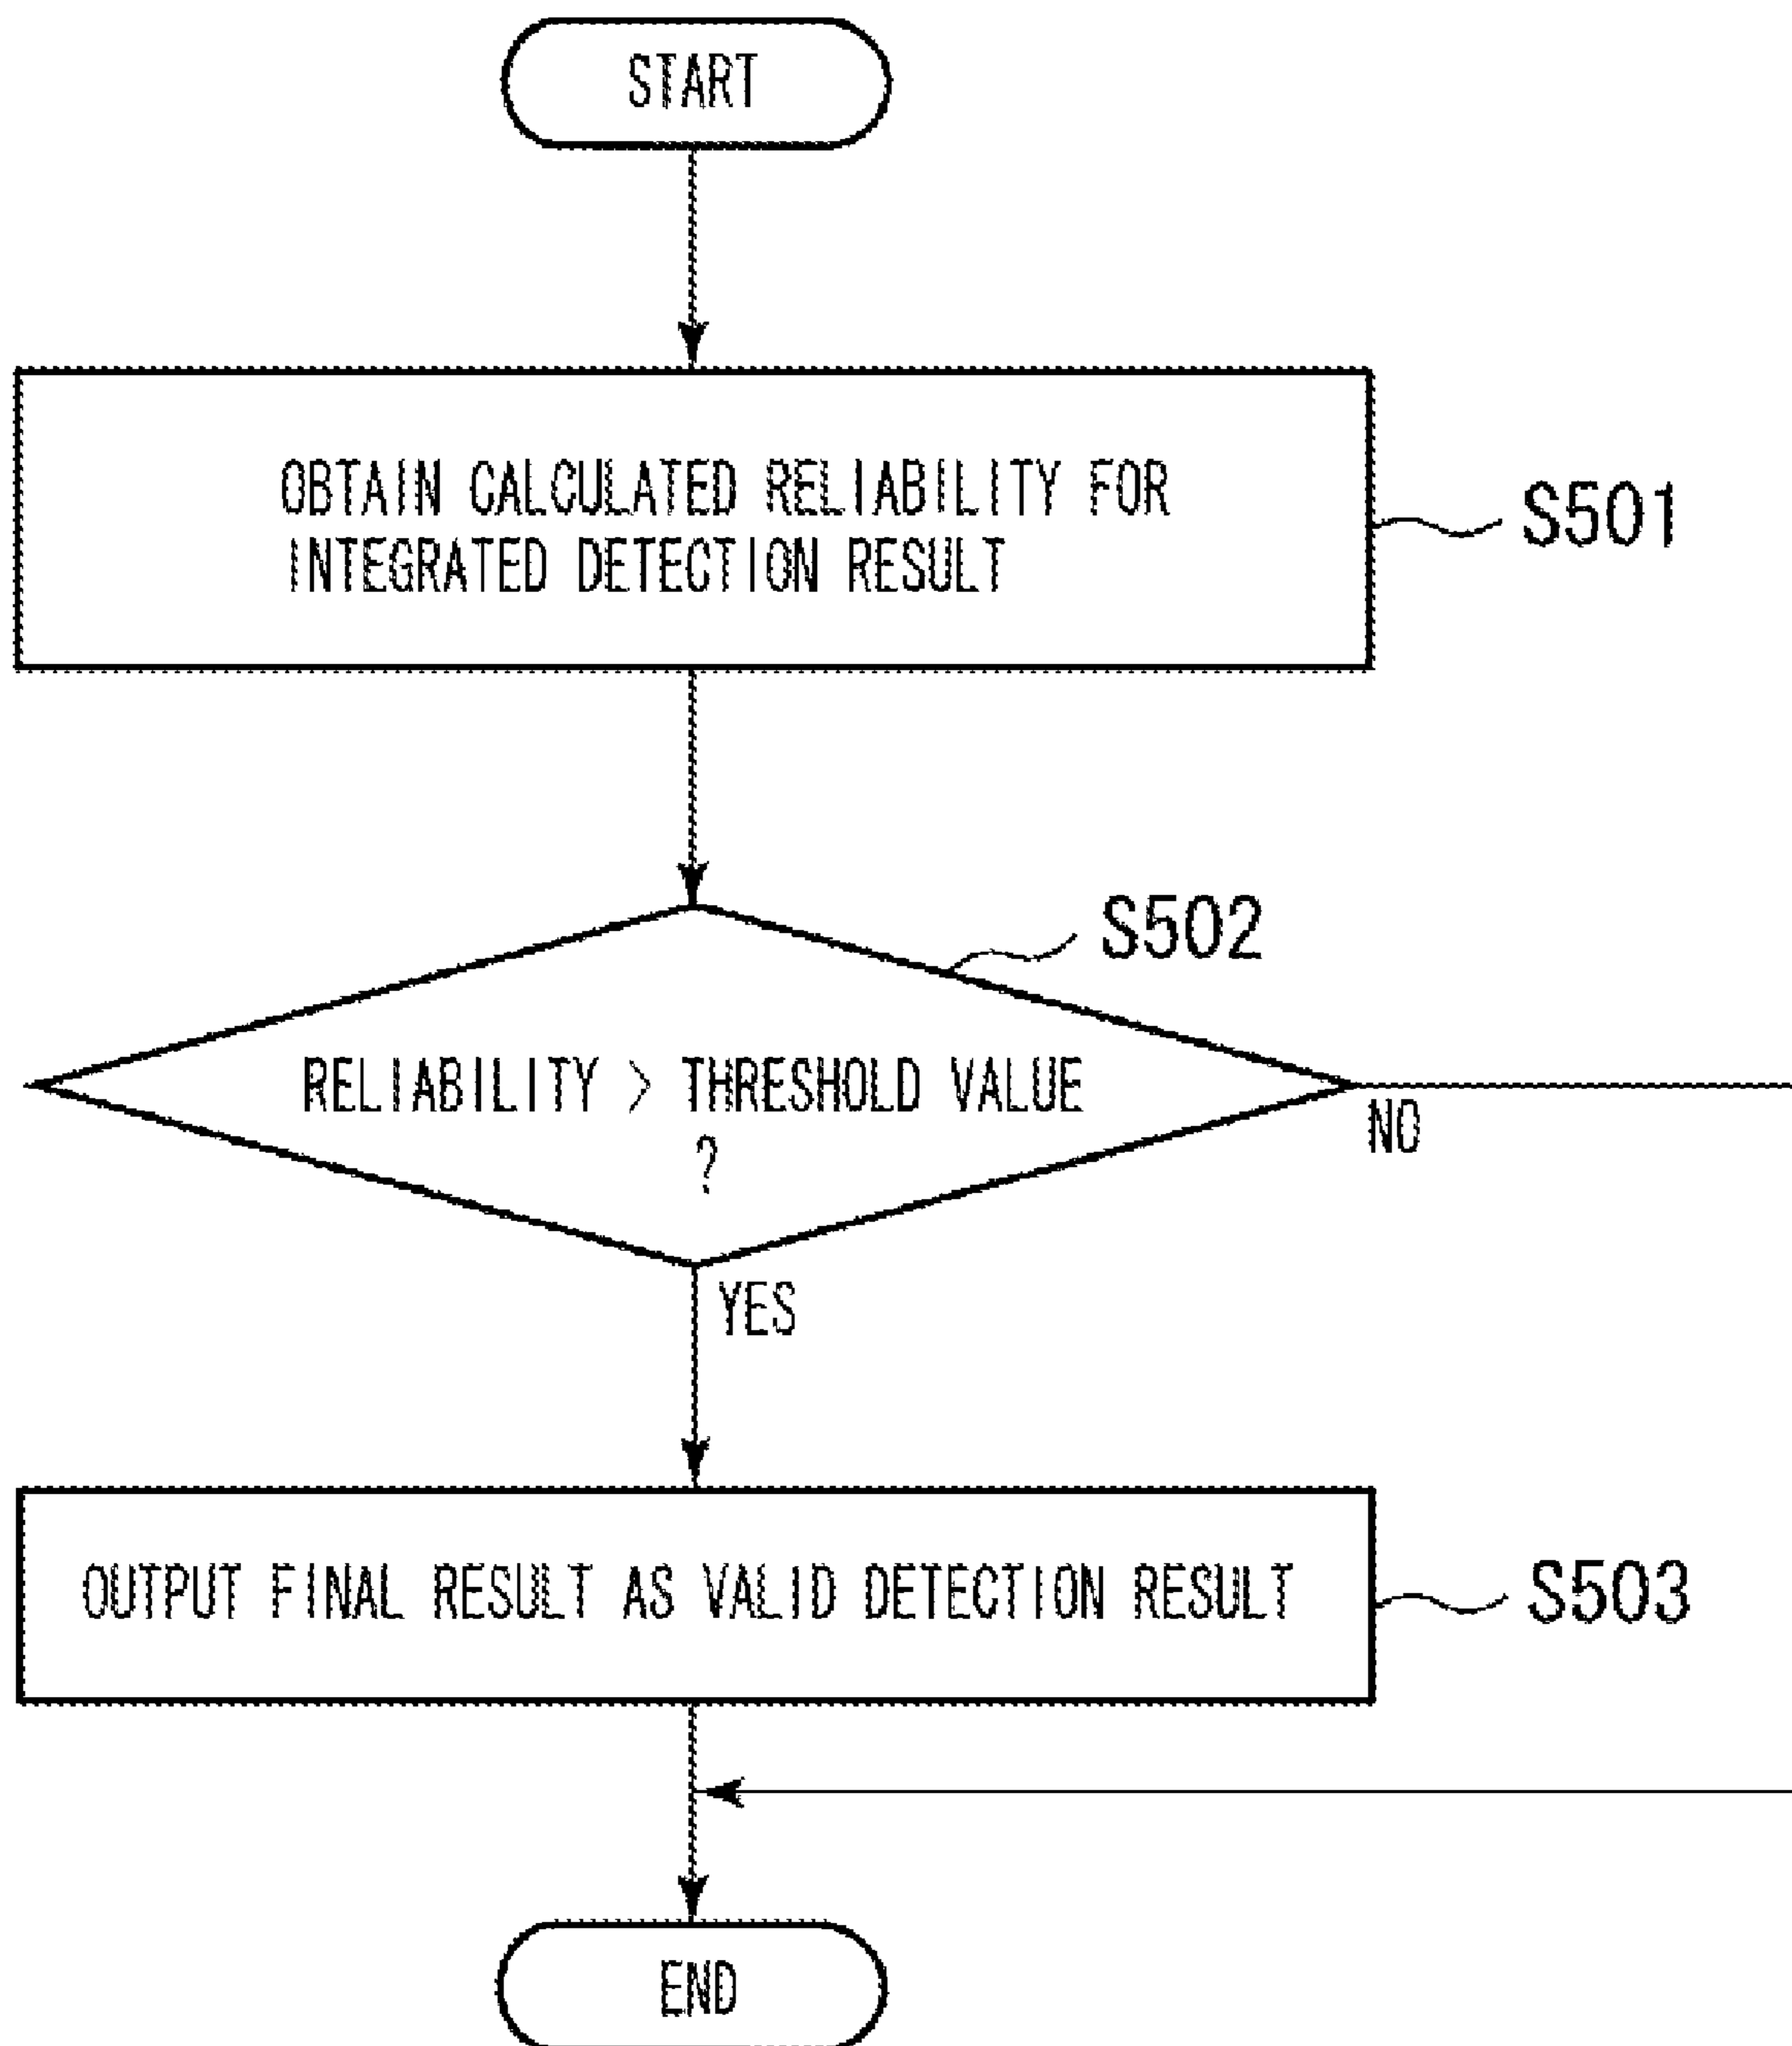 START
OBTAIN CALCULATED RELIABILITY FOR
INTEGRATED DETECTION RESULT
S501
S502
RELIABILITY > THRESHOLD VALUE
?
NO
YES
OUTPUT FINAL RESULT AS VALID DETECTION RESULT
S503
END